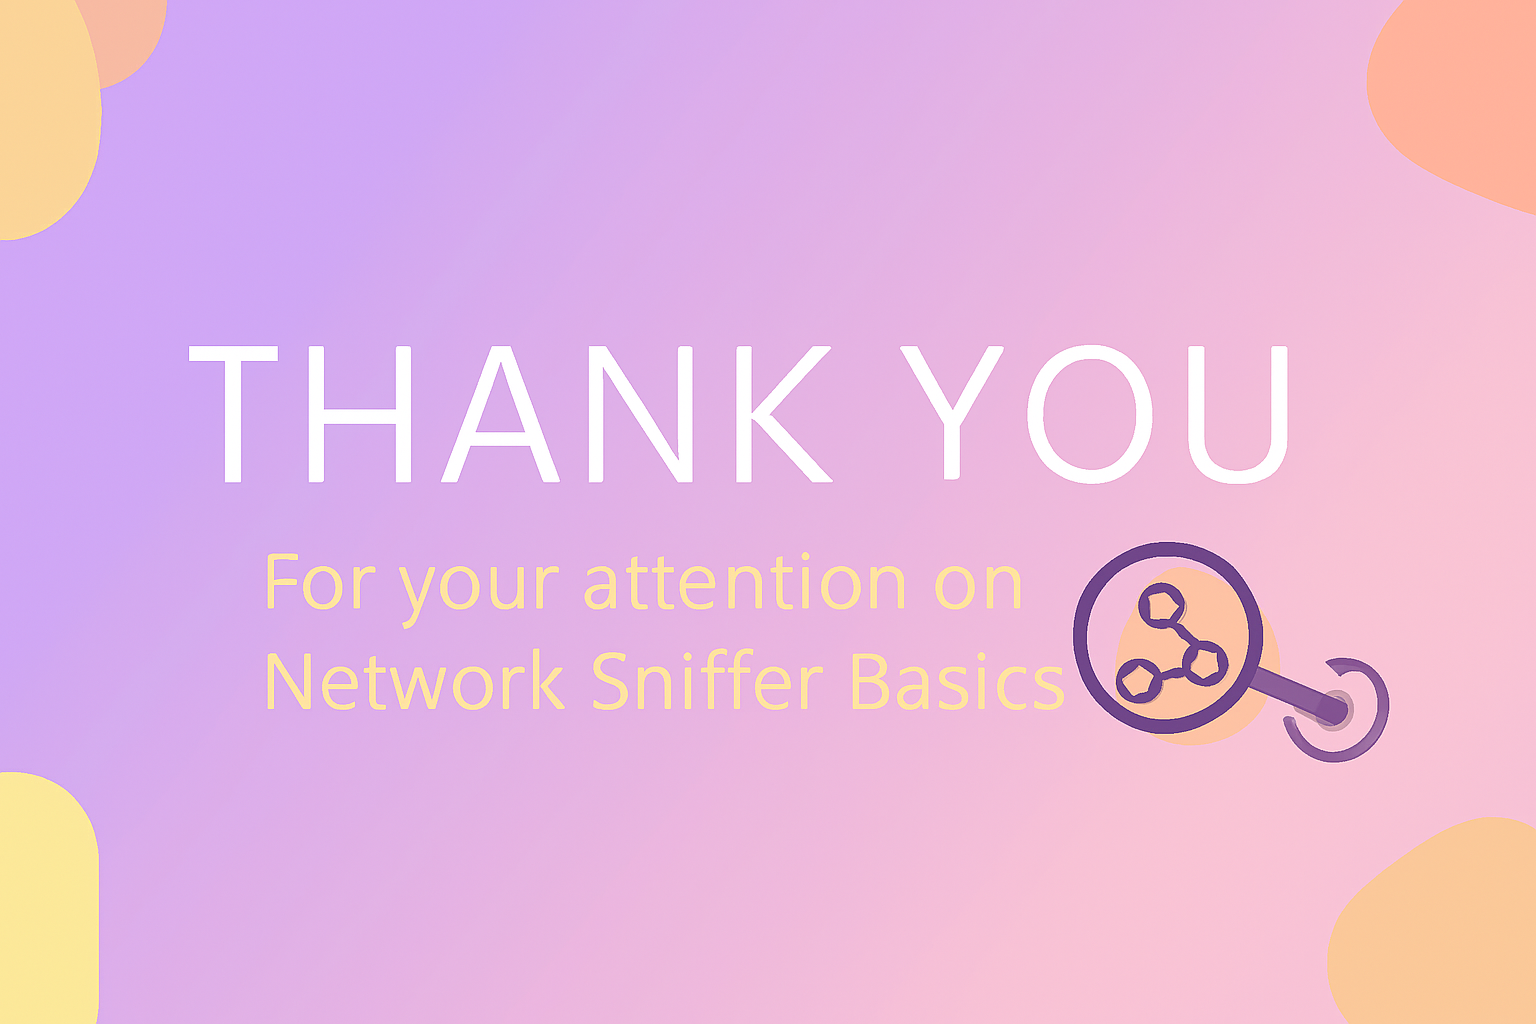 THANK YOU
For your attention on
Network Sniffer Basics